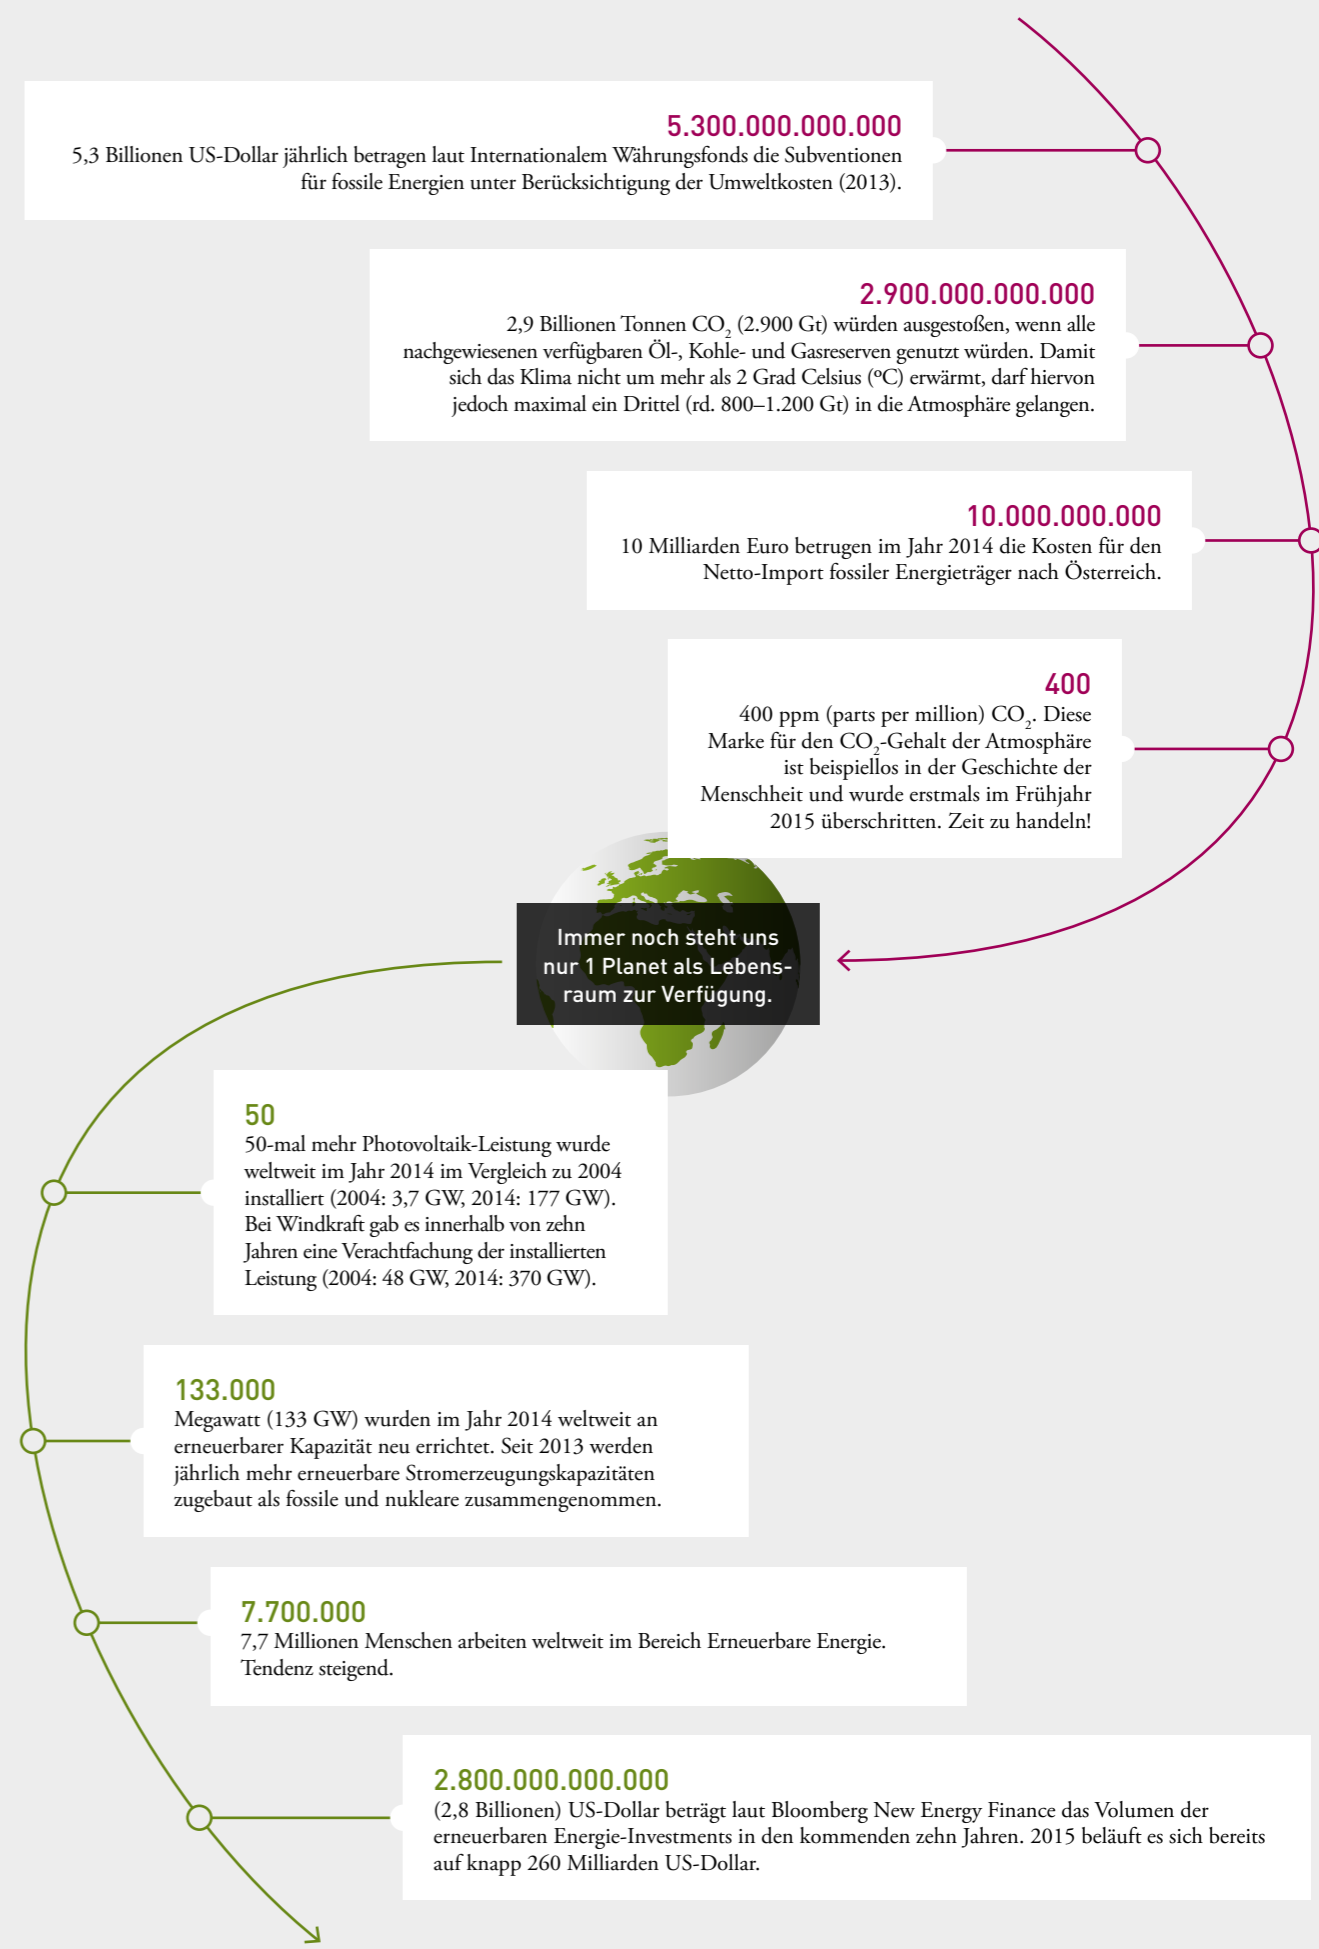 5.300.000.000.000
5,3 Billionen US-Dollar jährlich betragen laut Internationalem Währungsfonds die Subventionen
für fossile Energien unter Berücksichtigung der Umweltkosten (2013).
2.900.000.000.000
2,9 Billionen Tonnen CO₂ (2.900 Gt) würden ausgestoßen, wenn alle
nachgewiesenen verfügbaren Öl-, Kohle- und Gasreserven genutzt würden. Damit
sich das Klima nicht um mehr als 2 Grad Celsius (ºC) erwärmt, darf hiervon
jedoch maximal ein Drittel (rd. 800–1.200 Gt) in die Atmosphäre gelangen.
10.000.000.000
10 Milliarden Euro betrugen im Jahr 2014 die Kosten für den
Netto-Import fossiler Energieträger nach Österreich.
400
400 ppm (parts per million) CO₂. Diese
Marke für den CO₂-Gehalt der Atmosphäre
ist beispiellos in der Geschichte der
Menschheit und wurde erstmals im Frühjahr
2015 überschritten. Zeit zu handeln!
Immer noch steht uns
nur 1 Planet als Lebens-
raum zur Verfügung.
50
50-mal mehr Photovoltaik-Leistung wurde
weltweit im Jahr 2014 im Vergleich zu 2004
installiert (2004: 3,7 GW, 2014: 177 GW).
Bei Windkraft gab es innerhalb von zehn
Jahren eine Verachtfachung der installierten
Leistung (2004: 48 GW, 2014: 370 GW).
133.000
Megawatt (133 GW) wurden im Jahr 2014 weltweit an
erneuerbarer Kapazität neu errichtet. Seit 2013 werden
jährlich mehr erneuerbare Stromerzeugungskapazitäten
zugebaut als fossile und nukleare zusammengenommen.
7.700.000
7,7 Millionen Menschen arbeiten weltweit im Bereich Erneuerbare Energie.
Tendenz steigend.
2.800.000.000.000
(2,8 Billionen) US-Dollar beträgt laut Bloomberg New Energy Finance das Volumen der
erneuerbaren Energie-Investments in den kommenden zehn Jahren. 2015 beläuft es sich bereits
auf knapp 260 Milliarden US-Dollar.